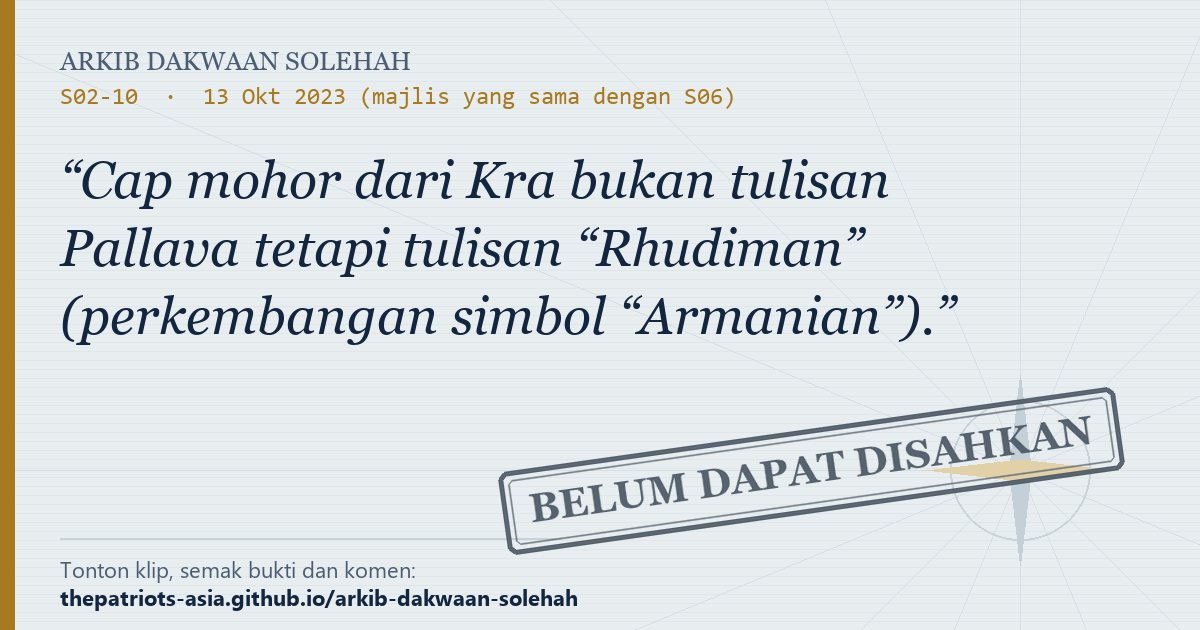 ARKIB DAKWAAN SOLEHAH
S02-10 · 13 Okt 2023 (majlis yang sama dengan S06)
“Cap mohor dari Kra bukan tulisan
Pallava tetapi tulisan “Rhudiman”
(perkembangan simbol “Armanian”).”
BELUM DAPAT DISAHKAN
Tonton klip, semak bukti dan komen:
thepatriots-asia.github.io/arkib-dakwaan-solehah